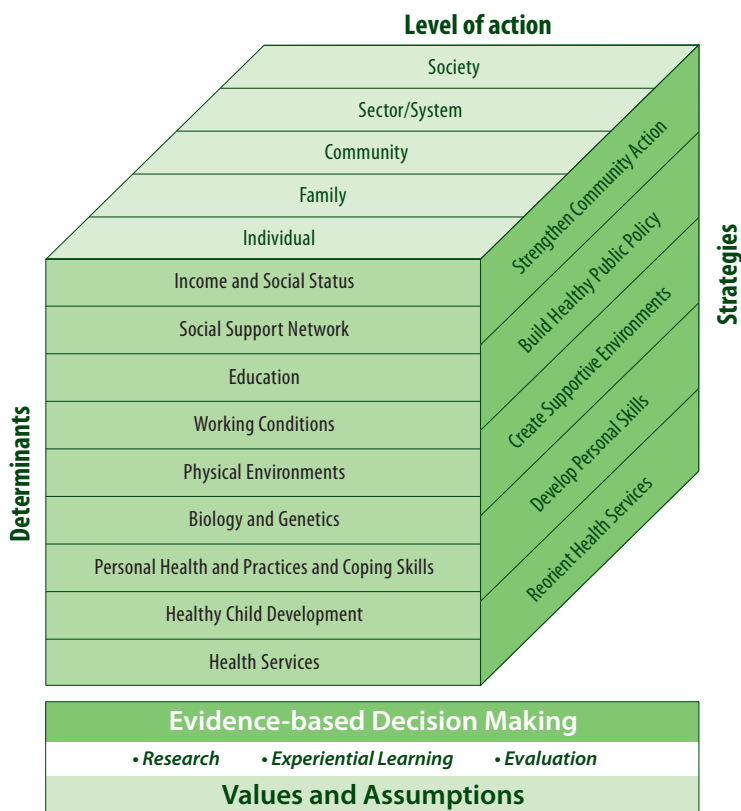 Level of action
Society
Sector/System
Community
Family
Individual
Determinants
Income and Social Status
Social Support Network
Education
Working Conditions
Physical Environments
Biology and Genetics
Personal Health and Practices and Coping Skills
Healthy Child Development
Health Services
Strategies
Strengthen Community Action
Build Healthy Public Policy
Create Supportive Environments
Develop Personal Skills
Reorient Health Services
Evidence-based Decision Making
• Research • Experiential Learning • Evaluation
Values and Assumptions